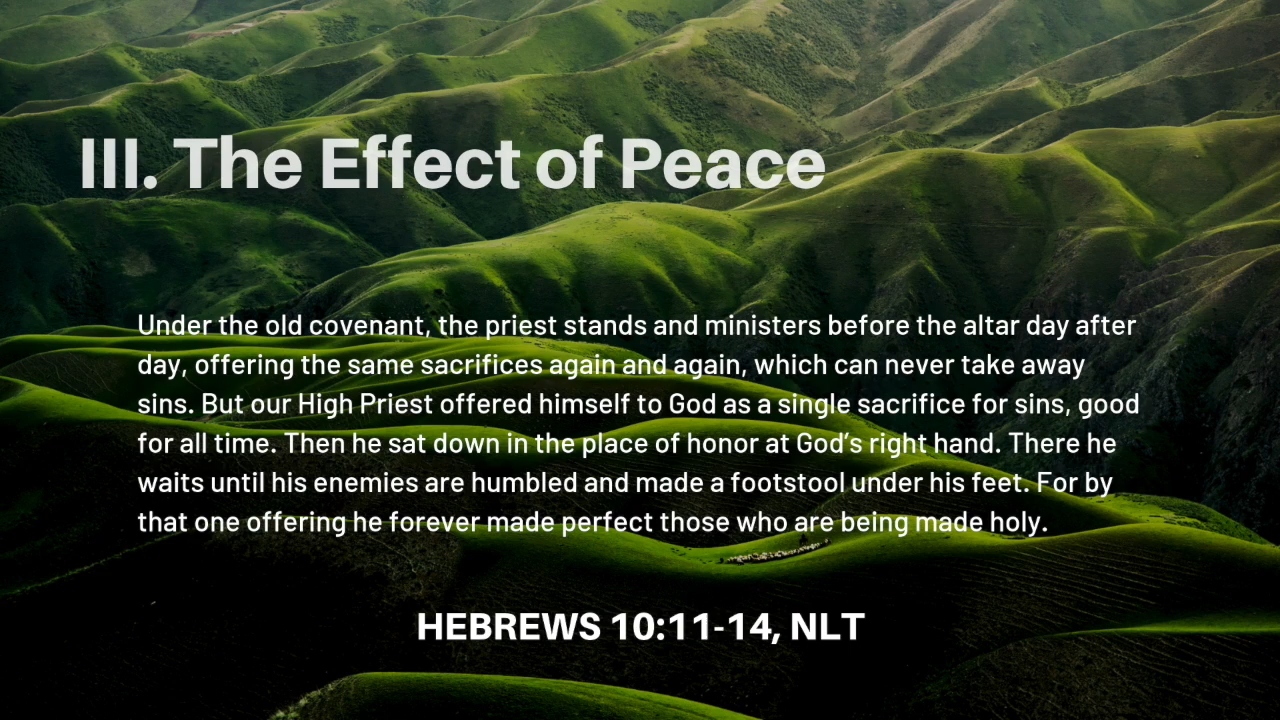 III. The Effect of Peace
Under the old covenant, the priest stands and ministers before the altar day after
day, offering the same sacrifices again and again, which can never take away
sins. But our High Priest offered himself to God as a single sacrifice for sins, good
for all time. Then he sat down in the place of honor at God’s right hand. There he
waits until his enemies are humbled and made a footstool under his feet. For by
that one offering he forever made perfect those who are being made holy.
HEBREWS 10:11-14, NLT